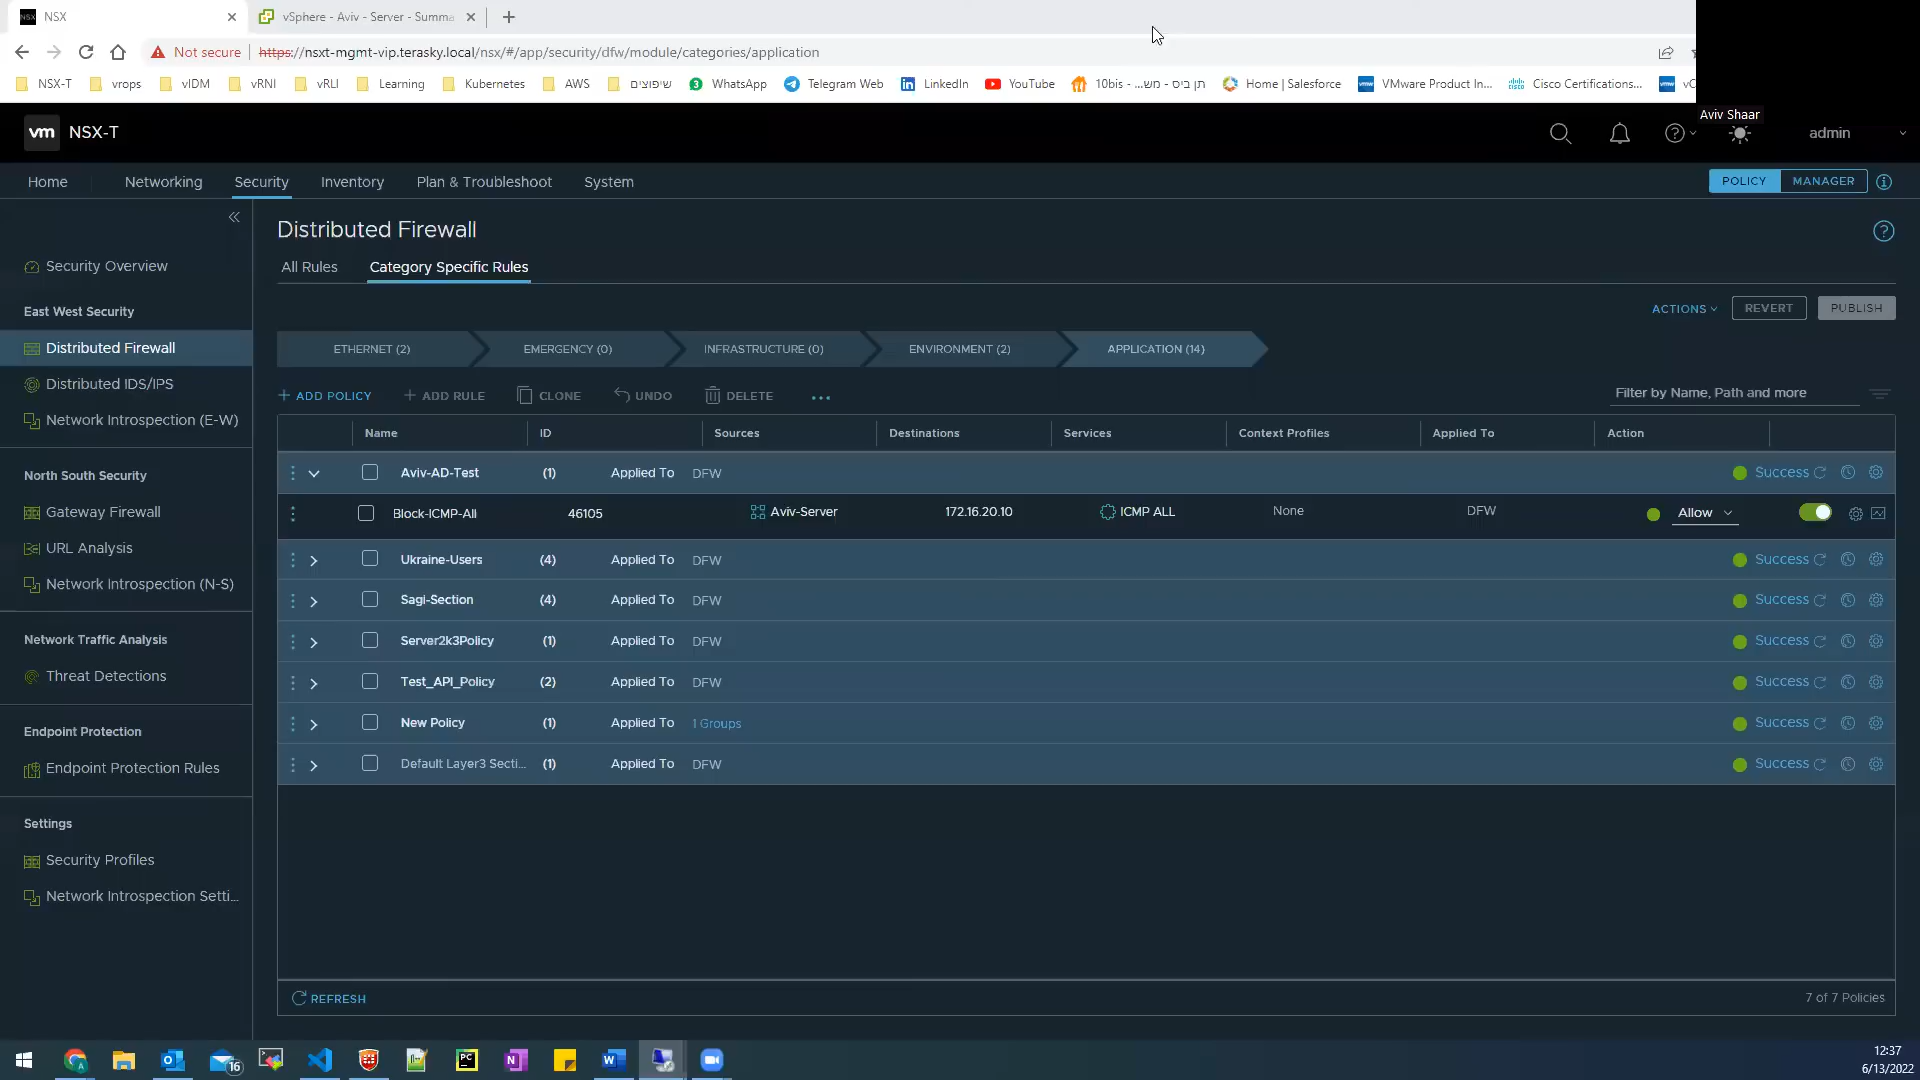 NSX
vSphere - Aviv - Server - Summa
Not secure
https://nsxt-mgmt-vip.terasky.local/nsx/#/app/security/dfw/module/categories/application
NSX-T
vrops
vIDM
vRNI
vRLI
Learning
Kubernetes
AWS
שיפוצים
3
WhatsApp
Telegram Web
LinkedIn
YouTube
תן ביס - מש... - 10bis
Home | Salesforce
vmw
VMware Product In...
Cisco Certifications...
vmw
Aviv Shaar
vm NSX-T
admin
Home
Networking
Security
Inventory
Plan & Troubleshoot
System
POLICY
MANAGER
Security Overview
East West Security
Distributed Firewall
Distributed IDS/IPS
Network Introspection (E-W)
North South Security
Gateway Firewall
URL Analysis
Network Introspection (N-S)
Network Traffic Analysis
Threat Detections
Endpoint Protection
Endpoint Protection Rules
Settings
Security Profiles
Network Introspection Setti...
Distributed Firewall
All Rules
Category Specific Rules
ACTIONS
REVERT
PUBLISH
ETHERNET (2)
EMERGENCY (0)
INFRASTRUCTURE (0)
ENVIRONMENT (2)
APPLICATION (14)
+ ADD POLICY
+ ADD RULE
CLONE
UNDO
DELETE
...
Filter by Name, Path and more
Name
ID
Sources
Destinations
Services
Context Profiles
Applied To
Action
Aviv-AD-Test (1) Applied To DFW Success
Block-ICMP-All 46105 Aviv-Server 172.16.20.10 ICMP ALL None DFW Allow
Ukraine-Users (4) Applied To DFW Success
Sagi-Section (4) Applied To DFW Success
Server2k3Policy (1) Applied To DFW Success
Test_API_Policy (2) Applied To DFW Success
New Policy (1) Applied To 1 Groups Success
Default Layer3 Secti... (1) Applied To DFW Success
REFRESH
7 of 7 Policies
16
PC
12:37
6/13/2022